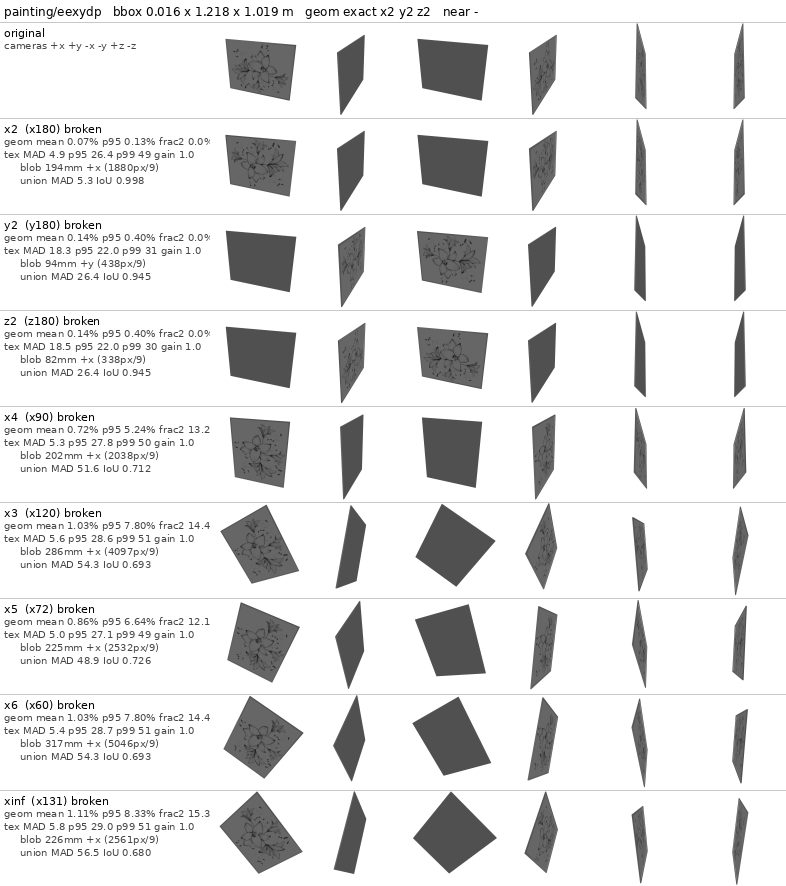 painting/eexydp bbox 0.016 x 1.218 x 1.019 m geom exact x2 y2 z2 near -
original
cameras +x +y -x -y +z -z
x2 (x180) broken
geom mean 0.07% p95 0.13% frac2 0.0%
tex MAD 4.9 p95 26.4 p99 49 gain 1.0
blob 194mm +x (1880px/9)
union MAD 5.3 IoU 0.998
y2 (y180) broken
geom mean 0.14% p95 0.40% frac2 0.0%
tex MAD 18.3 p95 22.0 p99 31 gain 1.0
blob 94mm +y (438px/9)
union MAD 26.4 IoU 0.945
z2 (z180) broken
geom mean 0.14% p95 0.40% frac2 0.0%
tex MAD 18.5 p95 22.0 p99 30 gain 1.0
blob 82mm +x (338px/9)
union MAD 26.4 IoU 0.945
x4 (x90) broken
geom mean 0.72% p95 5.24% frac2 13.2
tex MAD 5.3 p95 27.8 p99 50 gain 1.0
blob 202mm +x (2038px/9)
union MAD 51.6 IoU 0.712
x3 (x120) broken
geom mean 1.03% p95 7.80% frac2 14.4
tex MAD 5.6 p95 28.6 p99 51 gain 1.0
blob 286mm +x (4097px/9)
union MAD 54.3 IoU 0.693
x5 (x72) broken
geom mean 0.86% p95 6.64% frac2 12.1
tex MAD 5.0 p95 27.1 p99 49 gain 1.0
blob 225mm +x (2532px/9)
union MAD 48.9 IoU 0.726
x6 (x60) broken
geom mean 1.03% p95 7.80% frac2 14.4
tex MAD 5.4 p95 28.7 p99 51 gain 1.0
blob 317mm +x (5046px/9)
union MAD 54.3 IoU 0.693
xinf (x131) broken
geom mean 1.11% p95 8.33% frac2 15.3
tex MAD 5.8 p95 29.0 p99 51 gain 1.0
blob 226mm +x (2561px/9)
union MAD 56.5 IoU 0.680